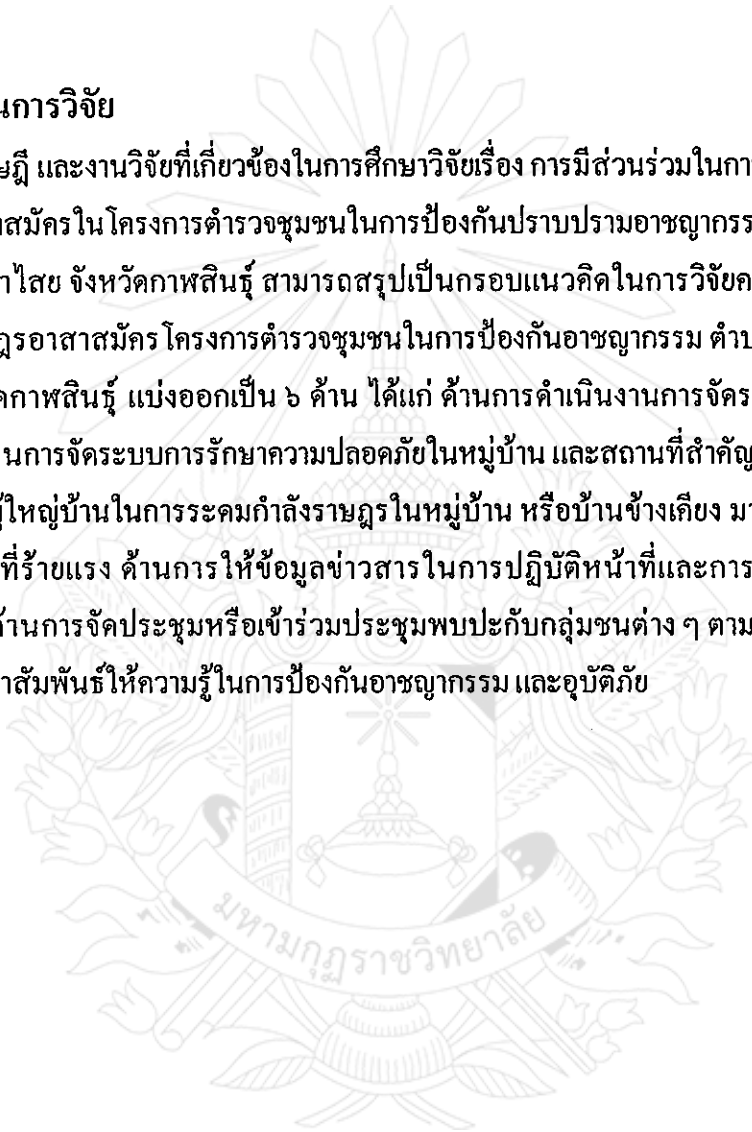 นการวิจัย
ษฎี และงานวิจัยที่เกี่ยวข้องในการศึกษาวิจัยเรื่อง การมีส่วนร่วมในกา
าสมัครในโครงการตำรวจชุมชนในการป้องกันปราบปรามอาชญากรร
าไสย จังหวัดกาฬสินธุ์ สามารถสรุปเป็นกรอบแนวคิดในการวิจัยค
ฎรอาสาสมัครโครงการตำรวจชุมชนในการป้องกันอาชญากรรม ตำบ
ดกาฬสินธุ์ แบ่งออกเป็น ๖ ด้าน ได้แก่ ด้านการดำเนินงานการจัดร
นการจัดระบบการรักษาความปลอดภัยในหมู่บ้าน และสถานที่สำคัญ
ผู้ใหญ่บ้านในการระดมกำลังราษฎรในหมู่บ้าน หรือบ้านข้างเคียง มา
ที่ร้ายแรง ด้านการให้ข้อมูลข่าวสารในการปฏิบัติหน้าที่และการ
ด้านการจัดประชุมหรือเข้าร่วมประชุมพบปะกับกลุ่มชนต่าง ๆ ตาม
าสัมพันธ์ให้ความรู้ในการป้องกันอาชญากรรม และอุบัติภัย
มหามกุฏราชวิทยาลัย